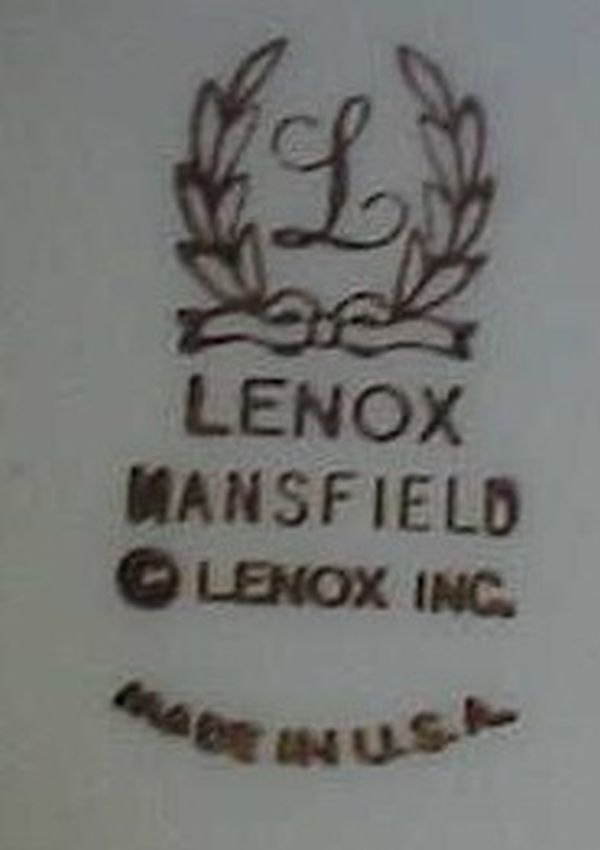 L
LENOX
MANSFIELD
© LENOX INC.
MADE IN U.S.A.